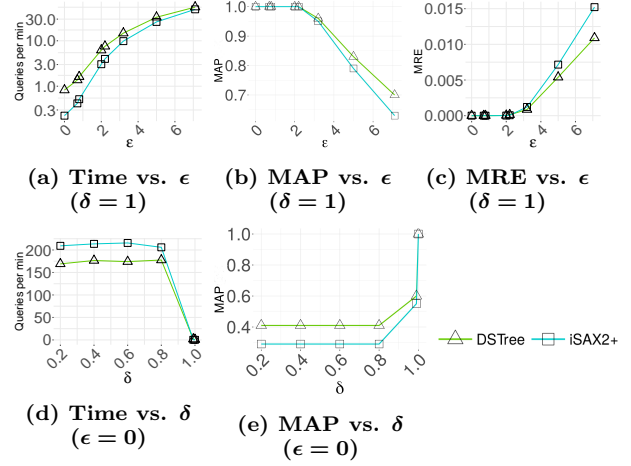 Queries per min
30.0
10.0
3.0
1.0
0.3
0
2
4
6
ε
(a) Time vs. ϵ
(δ = 1)
MAP
1.0
0.9
0.8
0.7
0
2
4
6
ε
(b) MAP vs. ϵ
(δ = 1)
MRE
0.015
0.010
0.005
0.000
0
2
4
6
ε
(c) MRE vs. ϵ
(δ = 1)
Queries per min
200
150
100
50
0
0.2
0.4
0.6
0.8
1.0
δ
(d) Time vs. δ
(ϵ = 0)
MAP
1.0
0.8
0.6
0.4
0.2
0.4
0.6
0.8
1.0
δ
(e) MAP vs. δ
(ϵ = 0)
DSTree
iSAX2+